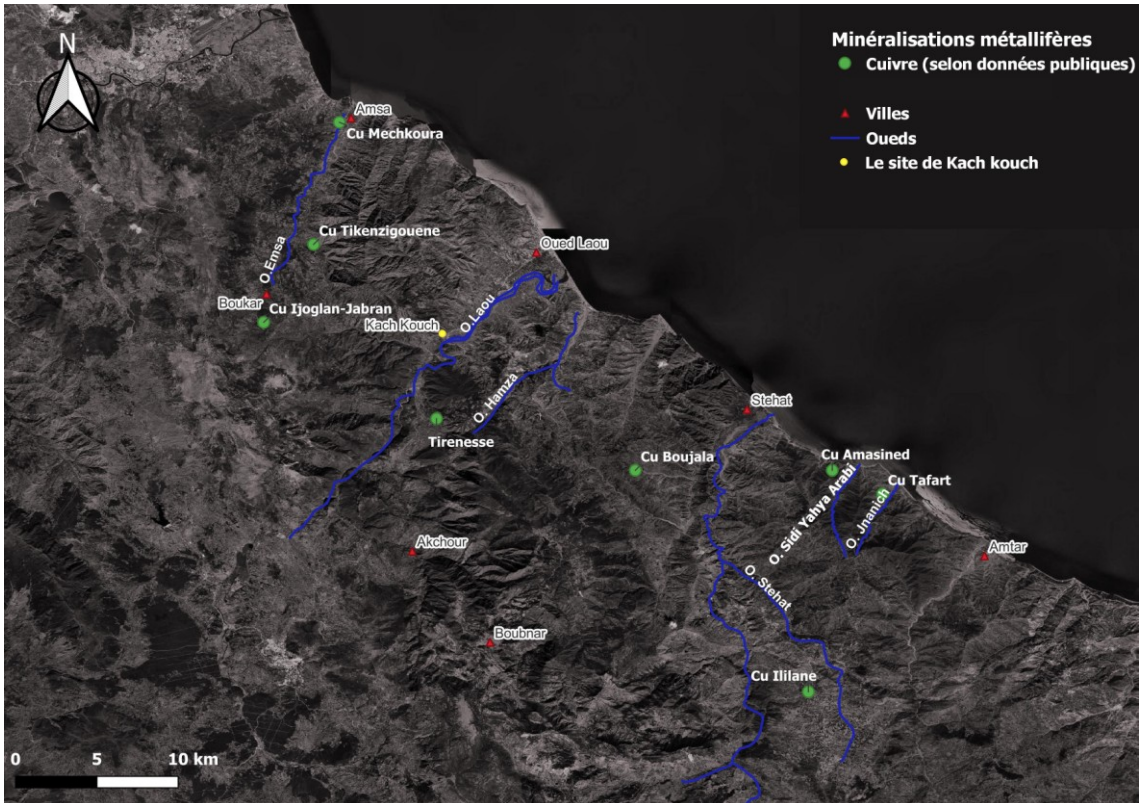 N
Minéralisations métallifères
Cuivre (selon données publiques)
Villes
Oueds
Le site de Kach kouch
Amsa
Cu Mechkoura
Cu Tikenzigouene
O.Emsa
Oued Laou
Boukar
Cu Ijoglan-Jabran
Kach Kouch
O.Laou
O. Hamza
Tirenesse
Stehat
Cu Boujala
Cu Amasined
Cu Tafart
O. Sidi Yahya Arabi
O. Jnanich
Akchour
Amtar
O. Stehat
Boubnar
Cu Ililane
0 5 10 km